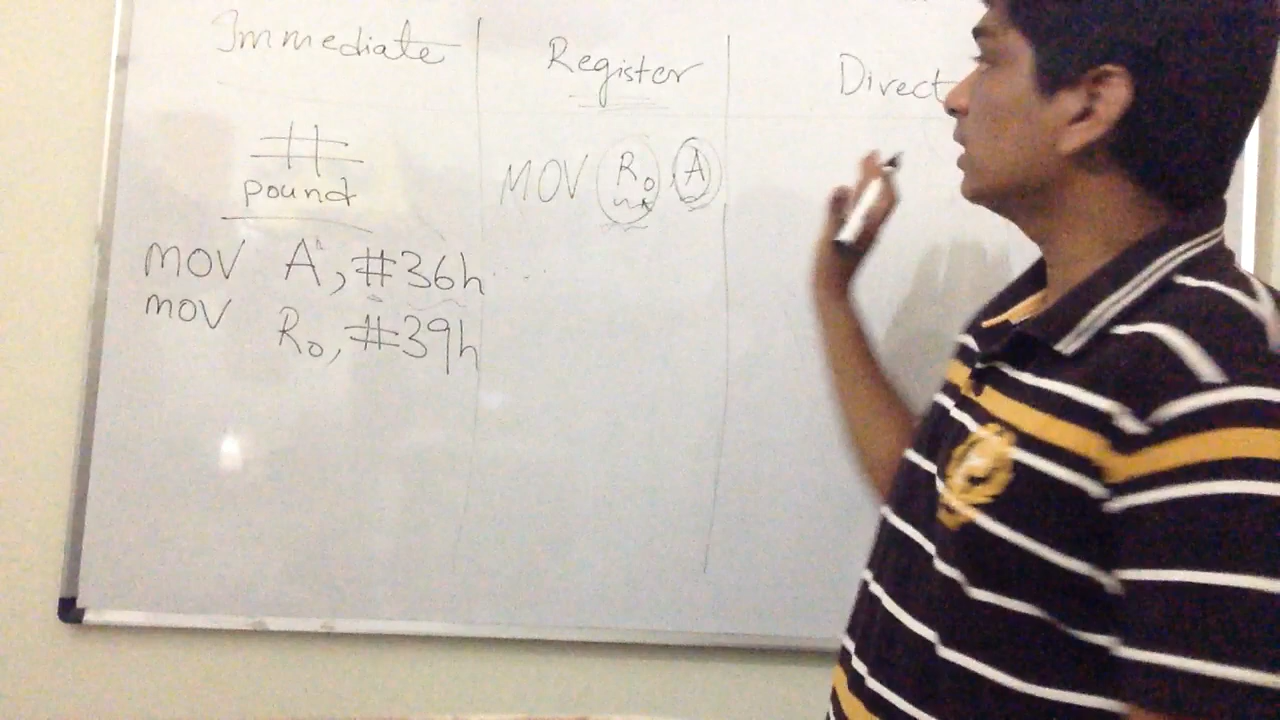 Immediate
#
pound
MOV A, #36h
MOV R0, #39h
Register
MOV R0, A
Direct